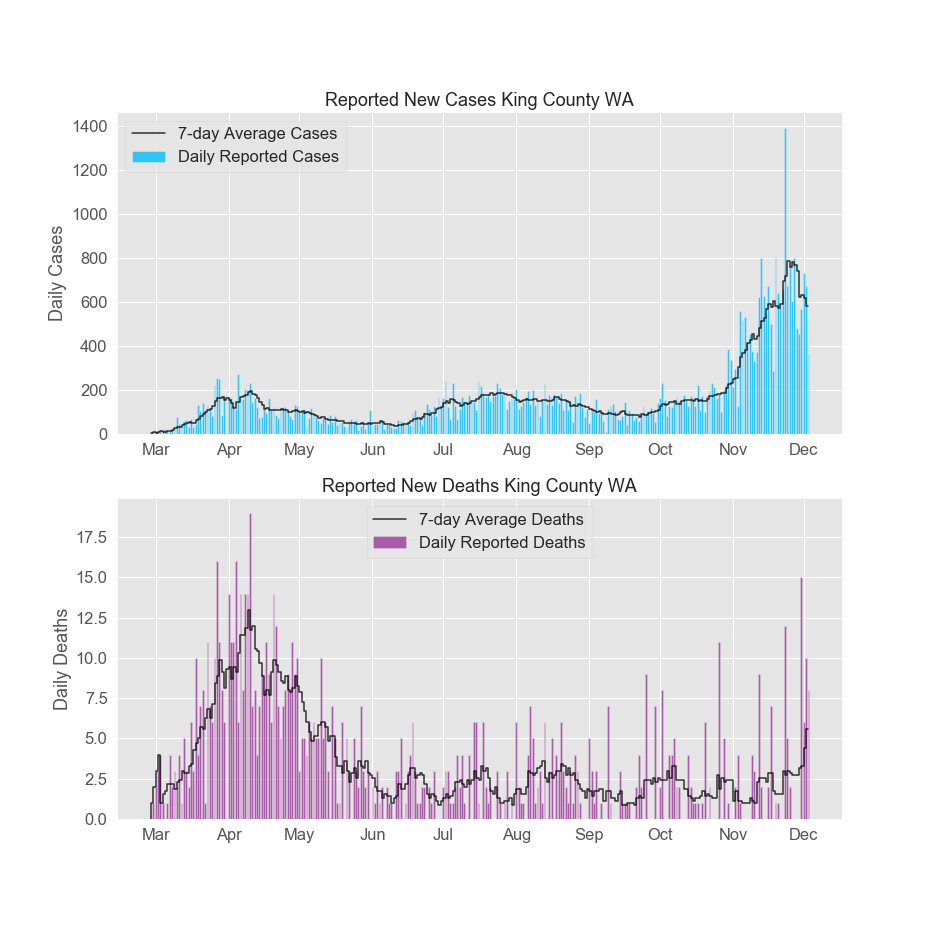 Reported New Cases King County WA
7-day Average Cases
Daily Reported Cases
Daily Cases
1400
1200
1000
800
600
400
200
0
Mar Apr May Jun Jul Aug Sep Oct Nov Dec
Reported New Deaths King County WA
7-day Average Deaths
Daily Reported Deaths
Daily Deaths
17.5
15.0
12.5
10.0
7.5
5.0
2.5
0.0
Mar Apr May Jun Jul Aug Sep Oct Nov Dec